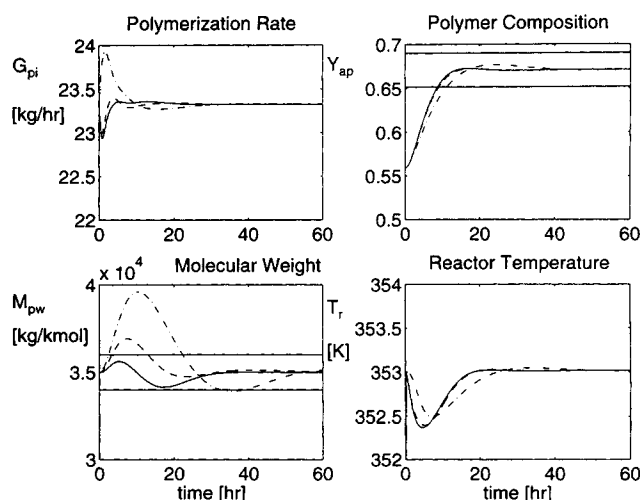 Polymerization Rate
24
G_pi
23.5
[kg/hr]
23
22.5
22
0 20 40 60
Polymer Composition
0.7
Y_ap
0.65
0.6
0.55
0.5
0 20 40 60
x 10^4
Molecular Weight
4
M_pw
[kg/kmol]
3.5
3
0 20 40 60
time [hr]
Reactor Temperature
354
T_r
353.5
[K]
353
352.5
352
0 20 40 60
time [hr]